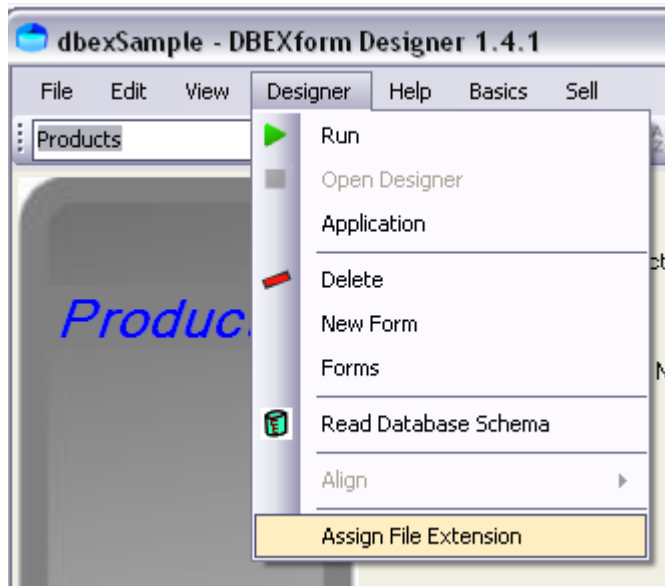 dbexSample - DBEXform Designer 1.4.1
File Edit View Designer Help Basics Sell
Products
Run
Open Designer
Application
Delete
New Form
Forms
Read Database Schema
Align
Assign File Extension